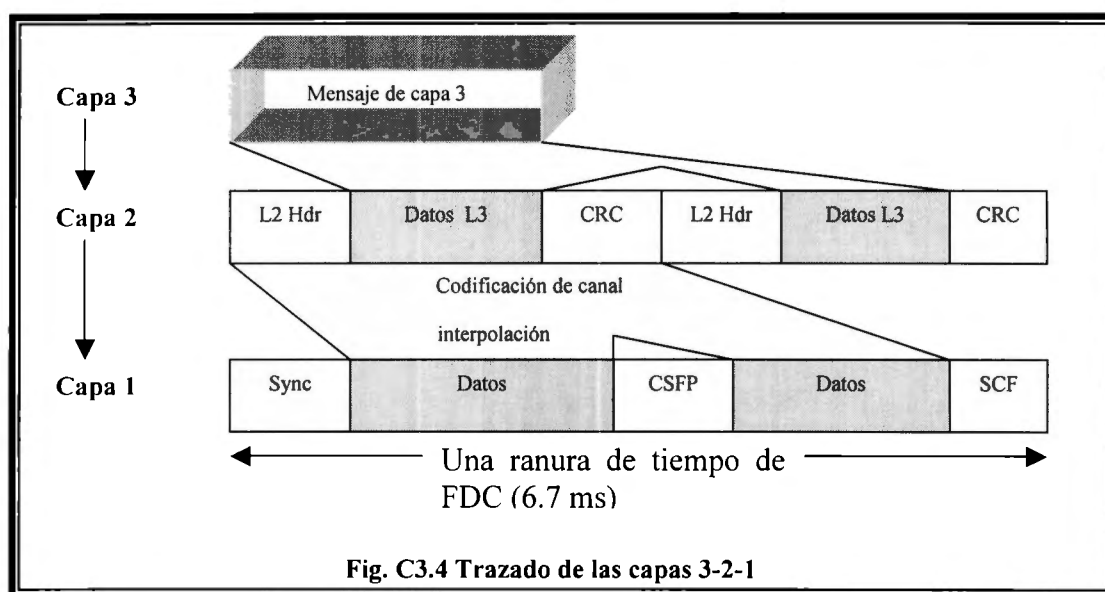 Capa 3
Mensaje de capa 3
Capa 2
L2 Hdr
Datos L3
CRC
L2 Hdr
Datos L3
CRC
Codificación de canal
interpolación
Capa 1
Sync
Datos
CSFP
Datos
SCF
Una ranura de tiempo de
FDC (6.7 ms)
Fig. C3.4 Trazado de las capas 3-2-1